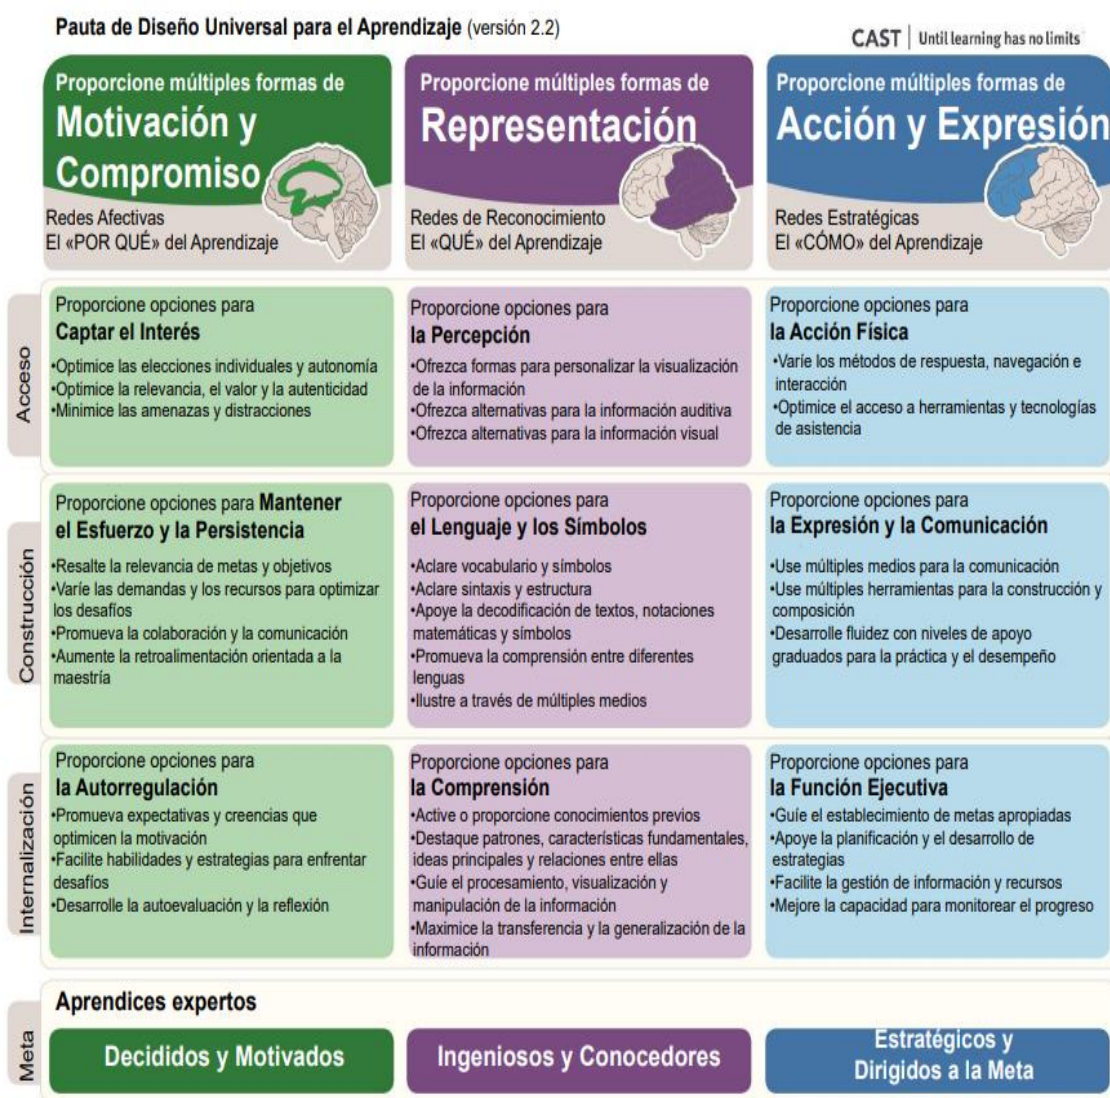 Pauta de Diseño Universal para el Aprendizaje (versión 2.2)
CAST | Until learning has no limits
Proporcione múltiples formas de
Motivación y
Compromiso
Redes Afectivas
El «POR QUÉ» del Aprendizaje
Proporcione múltiples formas de
Representación
Redes de Reconocimiento
El «QUÉ» del Aprendizaje
Proporcione múltiples formas de
Acción y Expresión
Redes Estratégicas
El «CÓMO» del Aprendizaje
Acceso
Proporcione opciones para
Captar el Interés
•Optimice las elecciones individuales y autonomía
•Optimice la relevancia, el valor y la autenticidad
•Minimice las amenazas y distracciones
Proporcione opciones para
la Percepción
•Ofrezca formas para personalizar la visualización
de la información
•Ofrezca alternativas para la información auditiva
•Ofrezca alternativas para la información visual
Proporcione opciones para
la Acción Física
•Varíe los métodos de respuesta, navegación e
interacción
•Optimice el acceso a herramientas y tecnologías
de asistencia
Construcción
Proporcione opciones para Mantener
el Esfuerzo y la Persistencia
•Resalte la relevancia de metas y objetivos
•Varíe las demandas y los recursos para optimizar
los desafíos
•Promueva la colaboración y la comunicación
•Aumente la retroalimentación orientada a la
maestría
Proporcione opciones para
el Lenguaje y los Símbolos
•Aclare vocabulario y símbolos
•Aclare sintaxis y estructura
•Apoye la decodificación de textos, notaciones
matemáticas y símbolos
•Promueva la comprensión entre diferentes
lenguas
•Ilustre a través de múltiples medios
Proporcione opciones para
la Expresión y la Comunicación
•Use múltiples medios para la comunicación
•Use múltiples herramientas para la construcción y
composición
•Desarrolle fluidez con niveles de apoyo
graduados para la práctica y el desempeño
Internalización
Proporcione opciones para
la Autorregulación
•Promueva expectativas y creencias que
optimicen la motivación
•Facilite habilidades y estrategias para enfrentar
desafíos
•Desarrolle la autoevaluación y la reflexión
Proporcione opciones para
la Comprensión
•Active o proporcione conocimientos previos
•Destaque patrones, características fundamentales,
ideas principales y relaciones entre ellas
•Guíe el procesamiento, visualización y
manipulación de la información
•Maximice la transferencia y la generalización de la
información
Proporcione opciones para
la Función Ejecutiva
•Guíe el establecimiento de metas apropiadas
•Apoye la planificación y el desarrollo de
estrategias
•Facilite la gestión de información y recursos
•Mejore la capacidad para monitorear el progreso
Meta
Aprendices expertos
Decididos y Motivados
Ingeniosos y Conocedores
Estratégicos y
Dirigidos a la Meta